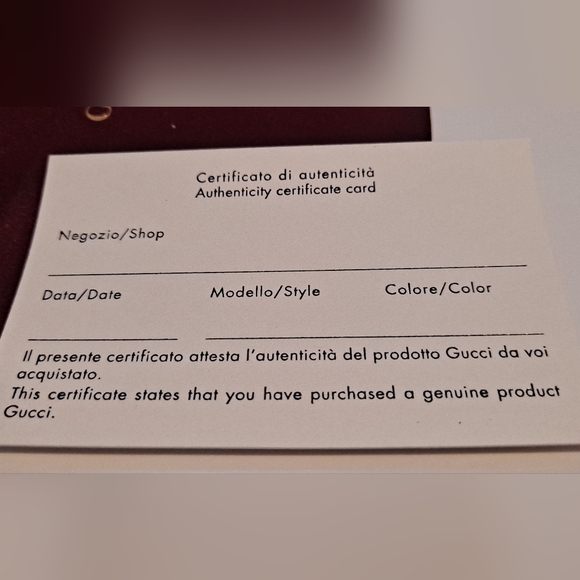 Certificato di autenticità
Authenticity certificate card
Negozio/Shop
Data/Date Modello/Style Colore/Color
Il presente certificato attesta l'autenticità del prodotto Gucci da voi
acquistato.
This certificate states that you have purchased a genuine product
Gucci.